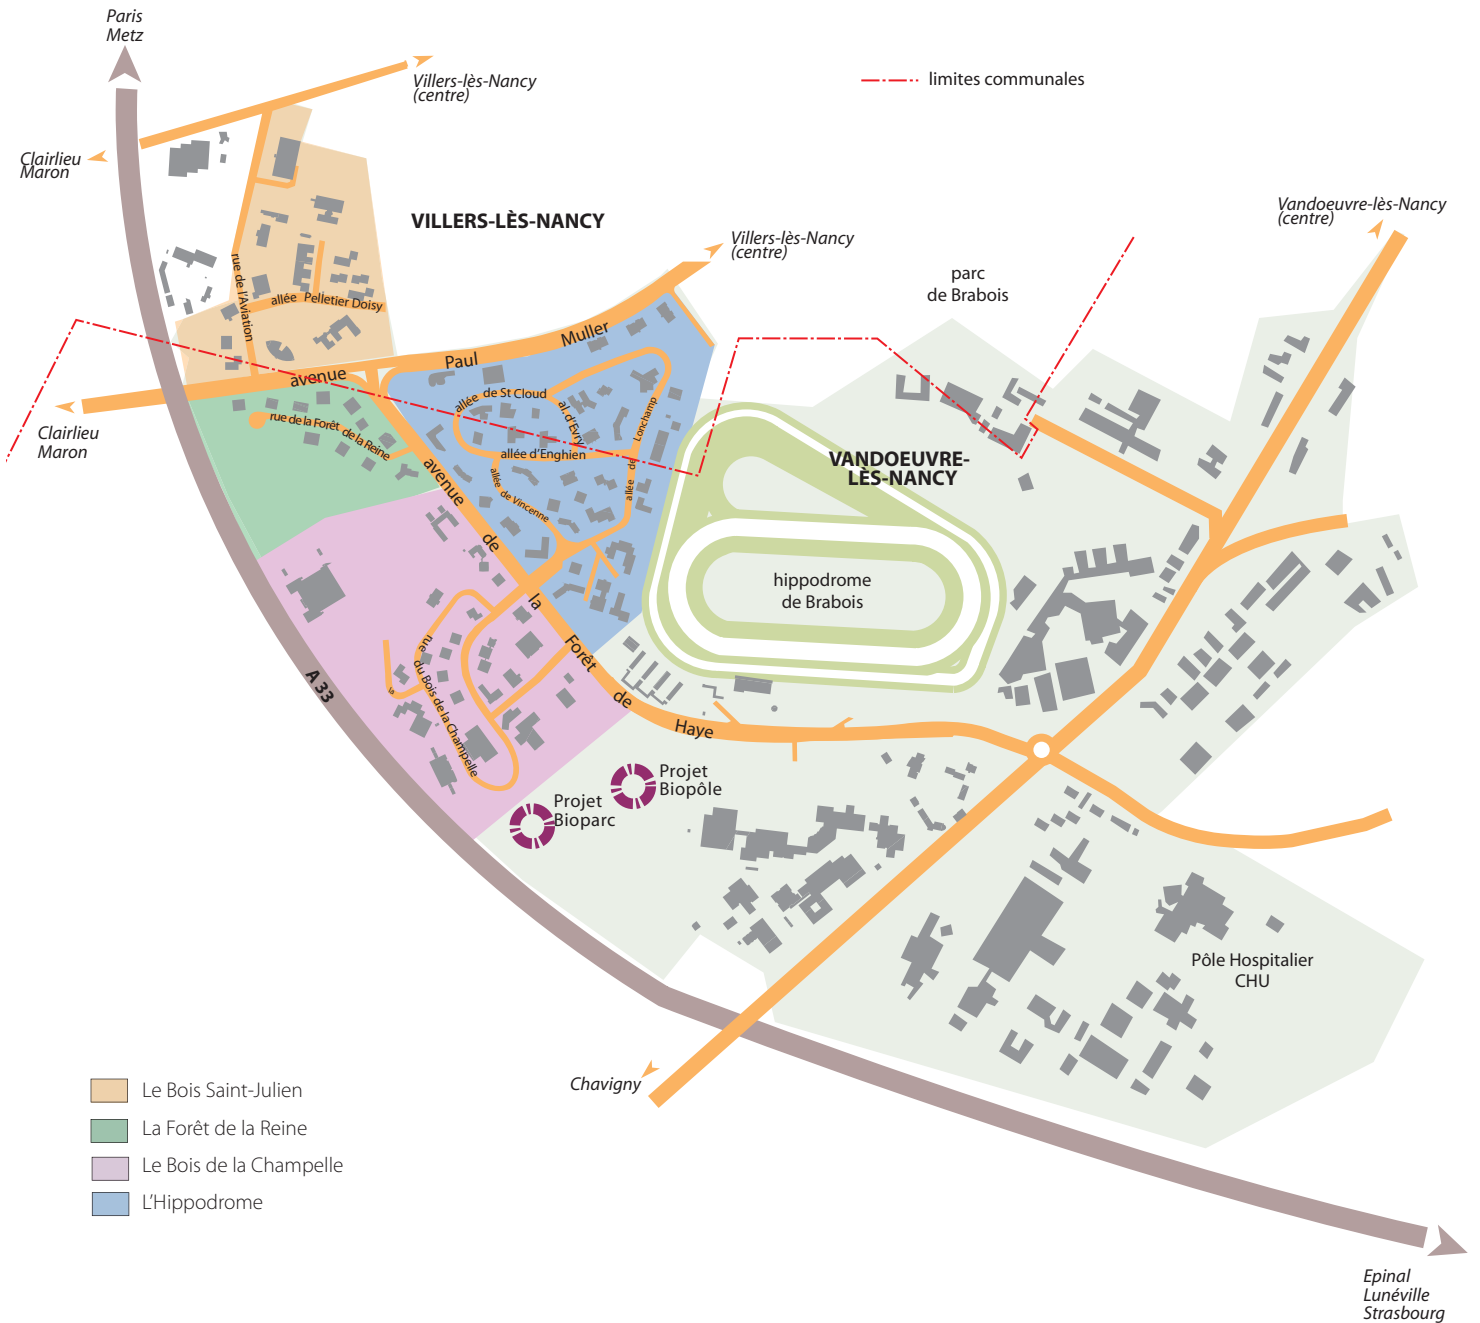 Paris
Metz
Villers-lès-Nancy
(centre)
limites communales
Clairlieu
Maron
VILLERS-LÈS-NANCY
Vandoeuvre-lès-Nancy
(centre)
Villers-lès-Nancy
(centre)
parc
de Brabois
rue de l'Aviation
allée Pelletier Doisy
avenue Paul Muller
allée de St Cloud
al. d'Evry
allée de Lonchamp
rue de la Forêt de la Reine
Clairlieu
Maron
allée d'Enghien
allée de Vincenne
VANDOEUVRE-
LÈS-NANCY
avenue de la Forêt de Haye
hippodrome
de Brabois
rue du Bois de la Champelle
A 33
Projet
Biopôle
Projet
Bioparc
Pôle Hospitalier
CHU
Chavigny
Le Bois Saint-Julien
La Forêt de la Reine
Le Bois de la Champelle
L'Hippodrome
Epinal
Lunéville
Strasbourg